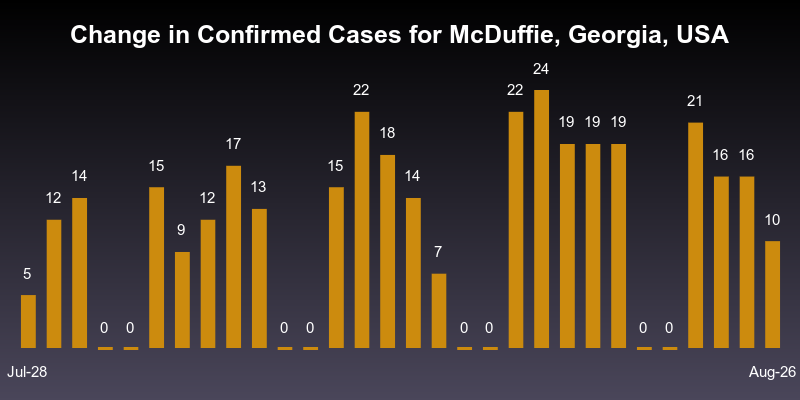 Change in Confirmed Cases for McDuffie, Georgia, USA
5 12 14 0 0 15 9 12 17 13 0 0 15 22 18 14 7 0 0 22 24 19 19 19 0 0 21 16 16 10
Jul-28 Aug-26